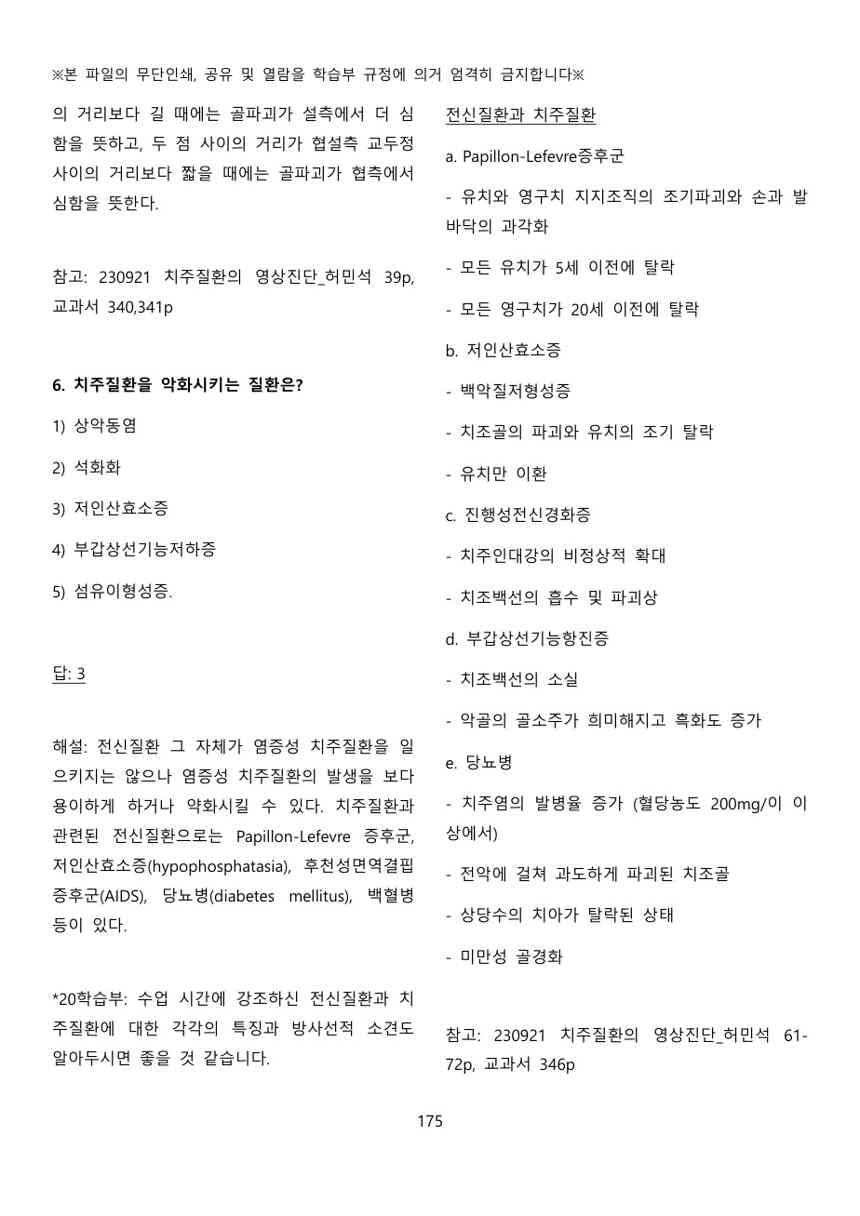 ※본 파일의 무단인쇄, 공유 및 열람을 학습부 규정에 의거 엄격히 금지합니다※
의 거리보다 길 때에는 골파괴가 설측에서 더 심
함을 뜻하고, 두 점 사이의 거리가 협설측 교두정
사이의 거리보다 짧을 때에는 골파괴가 협측에서
심함을 뜻한다.
참고: 230921 치주질환의 영상진단_허민석 39p,
교과서 340,341p
6. 치주질환을 악화시키는 질환은?
1) 상악동염
2) 석화화
3) 저인산효소증
4) 부갑상선기능저하증
5) 섬유이형성증.
답: 3
해설: 전신질환 그 자체가 염증성 치주질환을 일
으키지는 않으나 염증성 치주질환의 발생을 보다
용이하게 하거나 악화시킬 수 있다. 치주질환과
관련된 전신질환으로는 Papillon-Lefevre 증후군,
저인산효소증(hypophosphatasia), 후천성면역결핍
증후군(AIDS), 당뇨병(diabetes mellitus), 백혈병
등이 있다.
*20학습부: 수업 시간에 강조하신 전신질환과 치
주질환에 대한 각각의 특징과 방사선적 소견도
알아두시면 좋을 것 같습니다.
전신질환과 치주질환
a. Papillon-Lefevre증후군
- 유치와 영구치 지지조직의 조기파괴와 손과 발
바닥의 과각화
- 모든 유치가 5세 이전에 탈락
- 모든 영구치가 20세 이전에 탈락
b. 저인산효소증
- 백악질저형성증
- 치조골의 파괴와 유치의 조기 탈락
- 유치만 이환
c. 진행성전신경화증
- 치주인대강의 비정상적 확대
- 치조백선의 흡수 및 파괴상
d. 부갑상선기능항진증
- 치조백선의 소실
- 악골의 골소주가 희미해지고 흑화도 증가
e. 당뇨병
- 치주염의 발병율 증가 (혈당농도 200mg/이 이
상에서)
- 전악에 걸쳐 과도하게 파괴된 치조골
- 상당수의 치아가 탈락된 상태
- 미만성 골경화
참고: 230921 치주질환의 영상진단_허민석 61-
72p, 교과서 346p
175